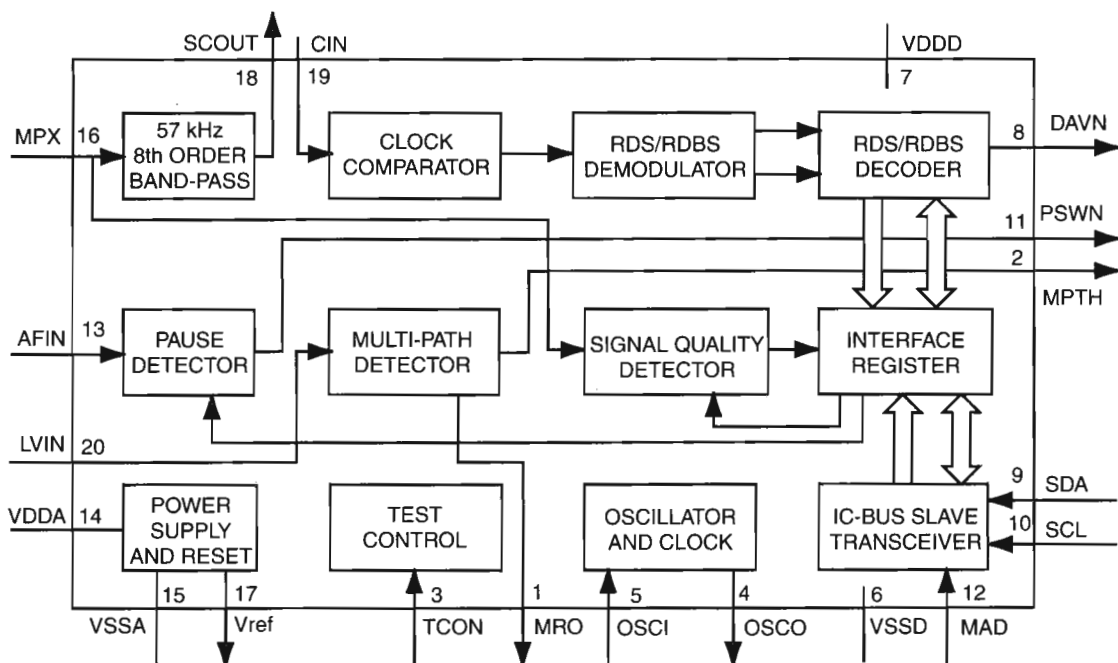 SCOUT
CIN
VDDD
18
19
7
MPX
16
57 kHz
8th ORDER
BAND-PASS
CLOCK
COMPARATOR
RDS/RDBS
DEMODULATOR
RDS/RDBS
DECODER
8
DAVN
11
PSWN
2
MPTH
AFIN
13
PAUSE
DETECTOR
MULTI-PATH
DETECTOR
SIGNAL QUALITY
DETECTOR
INTERFACE
REGISTER
LVIN
20
VDDA
14
POWER
SUPPLY
AND RESET
TEST
CONTROL
OSCILLATOR
AND CLOCK
IC-BUS SLAVE
TRANSCEIVER
9
SDA
10
SCL
15
17
3
1
5
4
6
12
VSSA
Vref
TCON
MRO
OSCI
OSCO
VSSD
MAD